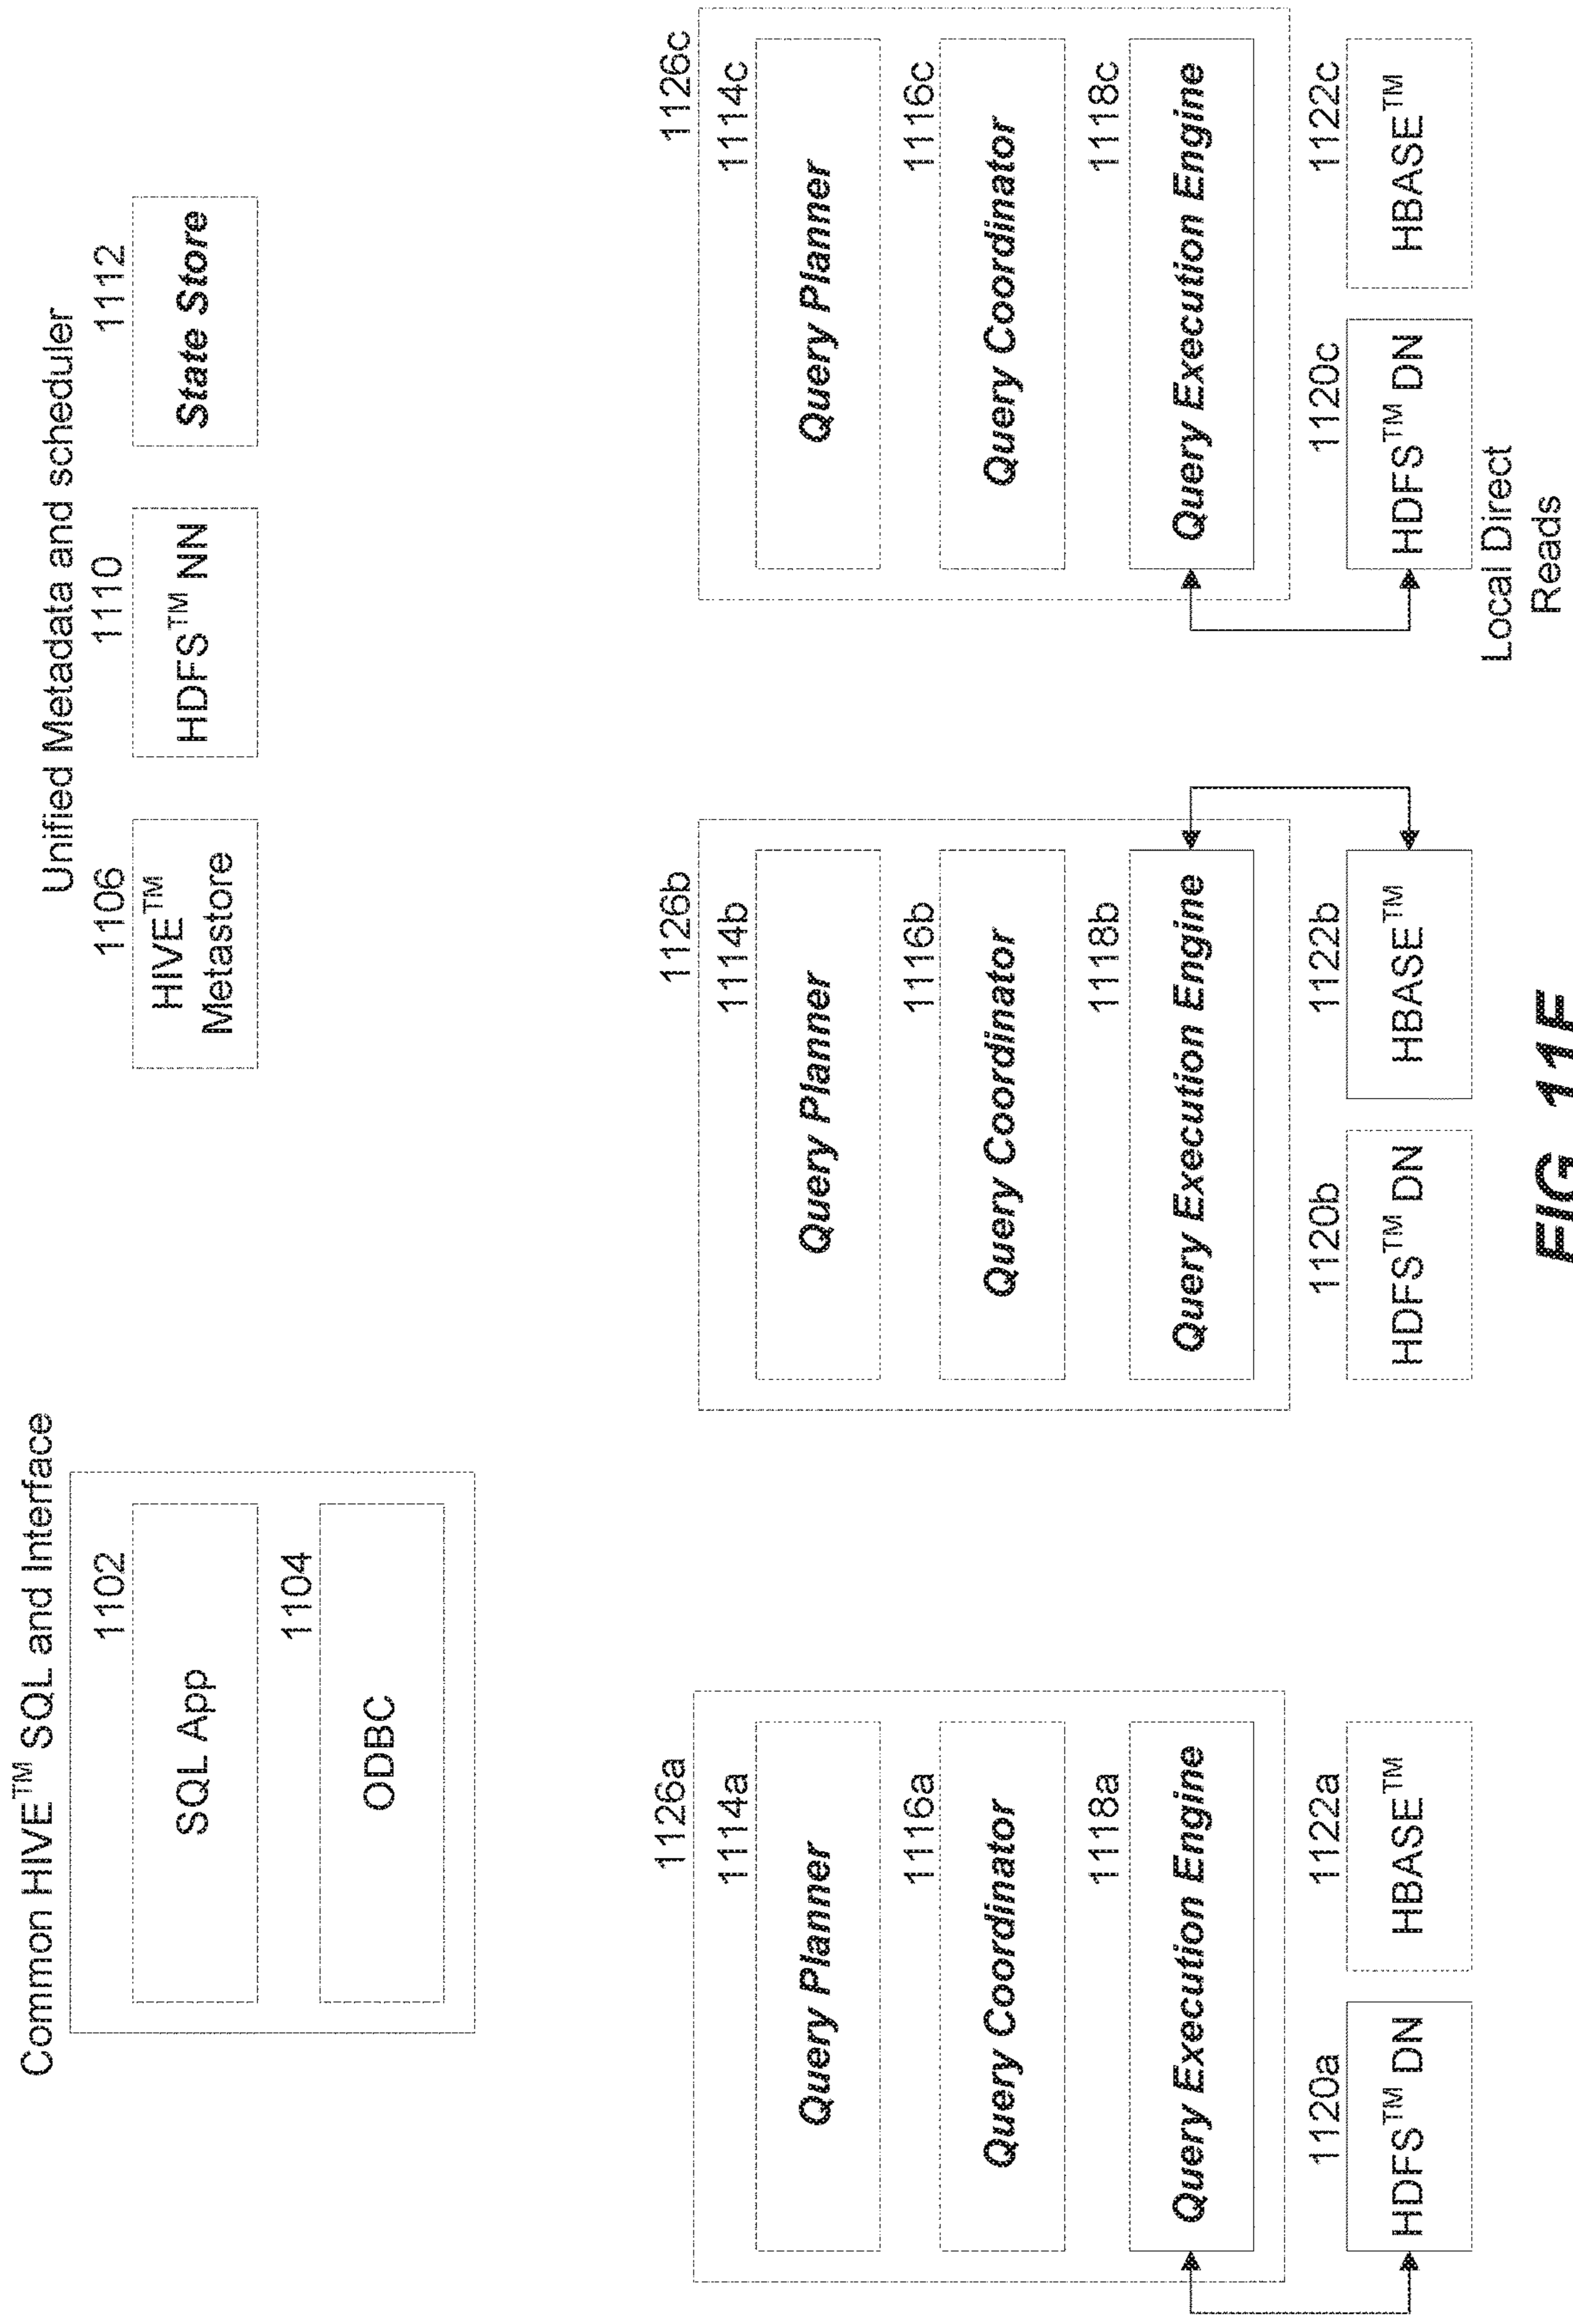 Common HIVE™ SQL and Interface
1102
SQL App
1104
ODBC
Unified Metadata and scheduler
1106
HIVE™
Metastore
1110
HDFS™ NN
1112
State Store
1126a
1114a
Query Planner
1116a
Query Coordinator
1118a
Query Execution Engine
1120a
HDFS™ DN
1122a
HBASE™
1126b
1114b
Query Planner
1116b
Query Coordinator
1118b
Query Execution Engine
1120b
HDFS™ DN
1122b
HBASE™
1126c
1114c
Query Planner
1116c
Query Coordinator
1118c
Query Execution Engine
1120c
HDFS™ DN
1122c
HBASE™
Local Direct
Reads
FIG